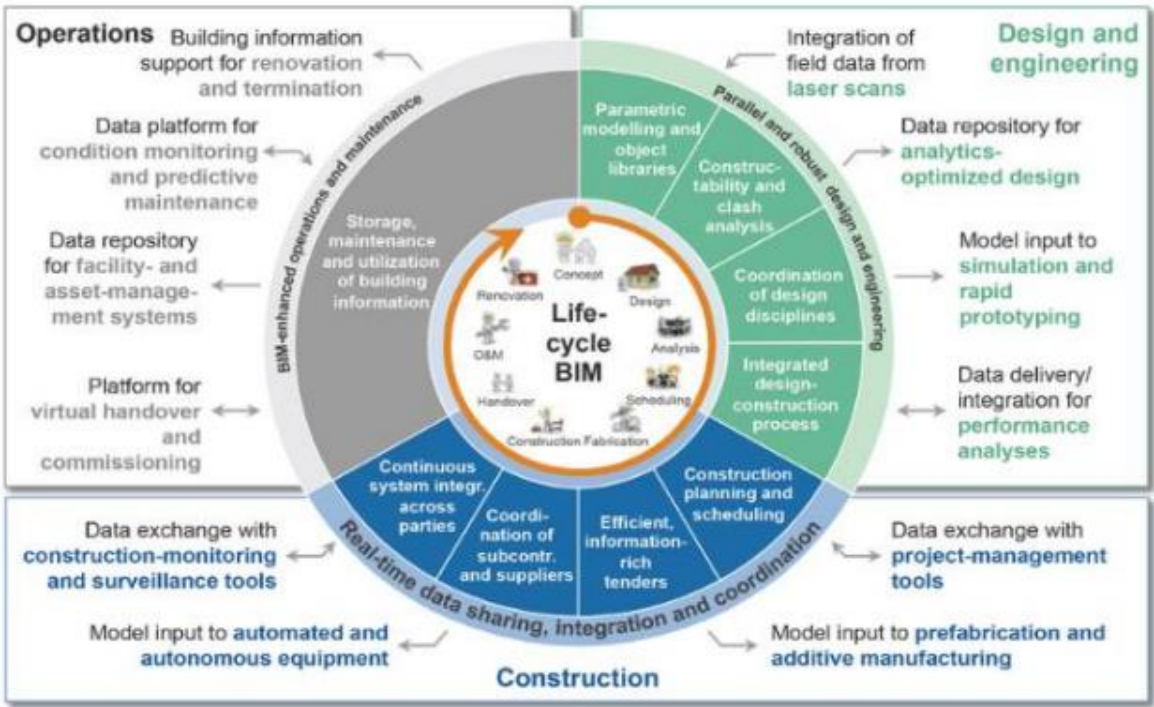 Operations
Building information
support for renovation
and termination
Data platform for
condition monitoring
and predictive
maintenance
Data repository
for facility- and
asset-manage-
ment systems
Platform for
virtual handover
and
commissioning
BIM-enhanced operations and maintenance
Storage,
maintenance
and utilization
of building
information
Design and
engineering
Integration of
field data from
laser scans
Data repository for
analytics-
optimized design
Model input to
simulation and
rapid
prototyping
Data delivery/
integration for
performance
analyses
Parallel and robust design and engineering
Parametric
modelling and
object
libraries
Construc-
tability and
clash
analysis
Coordination
of design
disciplines
Integrated
design-
construction
process
Life-
cycle
BIM
Concept
Design
Analysis
Scheduling
Fabrication
Construction
Handover
O&M
Renovation
Continuous
system integr.
across
parties
Coordi-
nation of
subcontr.
and suppliers
Efficient,
information-
rich
tenders
Construction
planning and
scheduling
Real-time data sharing, integration and coordination
Data exchange with
construction-monitoring
and surveillance tools
Model input to automated and
autonomous equipment
Data exchange with
project-management
tools
Model input to prefabrication and
additive manufacturing
Construction